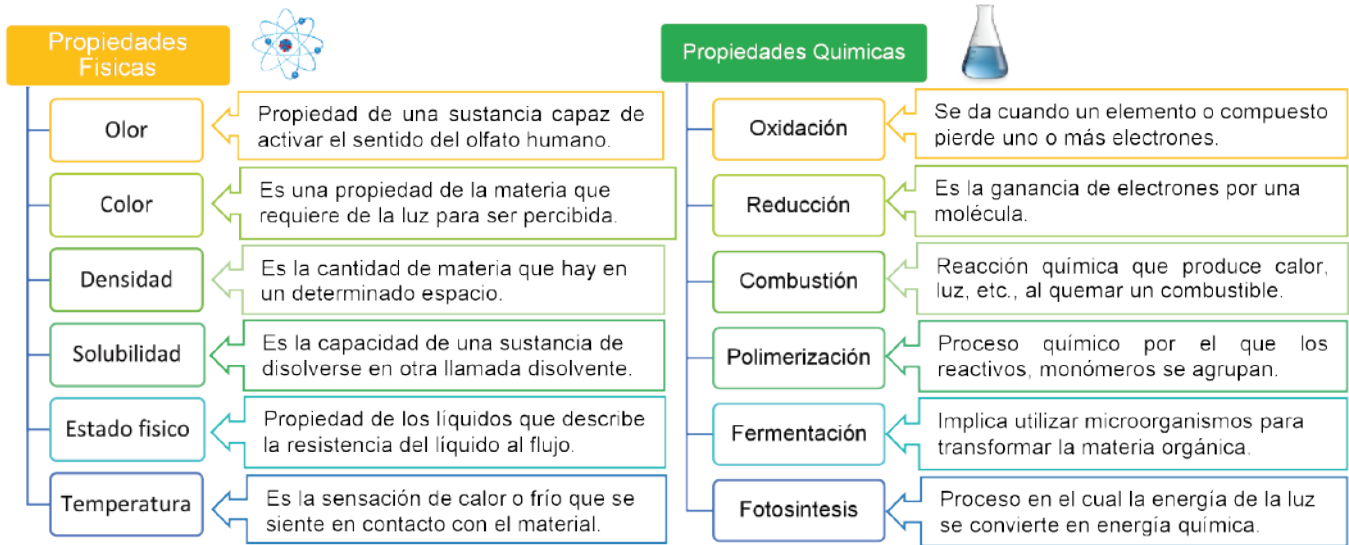 Propiedades
Fisicas
Olor
Propiedad de una sustancia capaz de
activar el sentido del olfato humano.
Color
Es una propiedad de la materia que
requiere de la luz para ser percibida.
Densidad
Es la cantidad de materia que hay en
un determinado espacio.
Solubilidad
Es la capacidad de una sustancia de
disolverse en otra llamada disolvente.
Estado fisico
Propiedad de los líquidos que describe
la resistencia del líquido al flujo.
Temperatura
Es la sensación de calor o frío que se
siente en contacto con el material.
Propiedades Quimicas
Oxidación
Se da cuando un elemento o compuesto
pierde uno o más electrones.
Reducción
Es la ganancia de electrones por una
molécula.
Combustión
Reacción química que produce calor,
luz, etc., al quemar un combustible.
Polimerización
Proceso químico por el que los
reactivos, monómeros se agrupan.
Fermentación
Implica utilizar microorganismos para
transformar la materia orgánica.
Fotosintesis
Proceso en el cual la energía de la luz
se convierte en energía química.